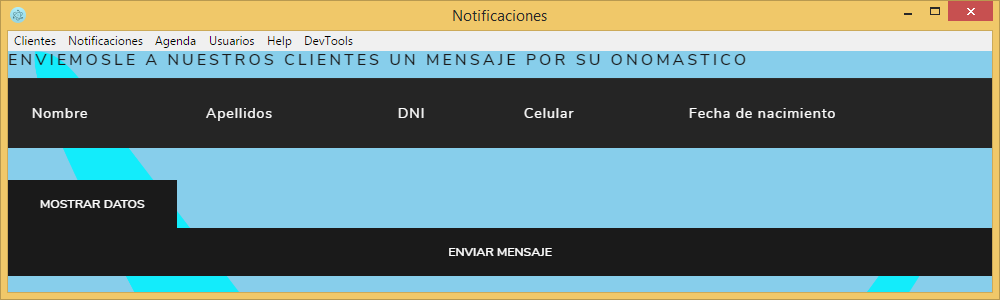 Notificaciones
Clientes Notificaciones Agenda Usuarios Help DevTools
ENVIEMOSLE A NUESTROS CLIENTES UN MENSAJE POR SU ONOMASTICO
Nombre Apellidos DNI Celular Fecha de nacimiento
MOSTRAR DATOS
ENVIAR MENSAJE